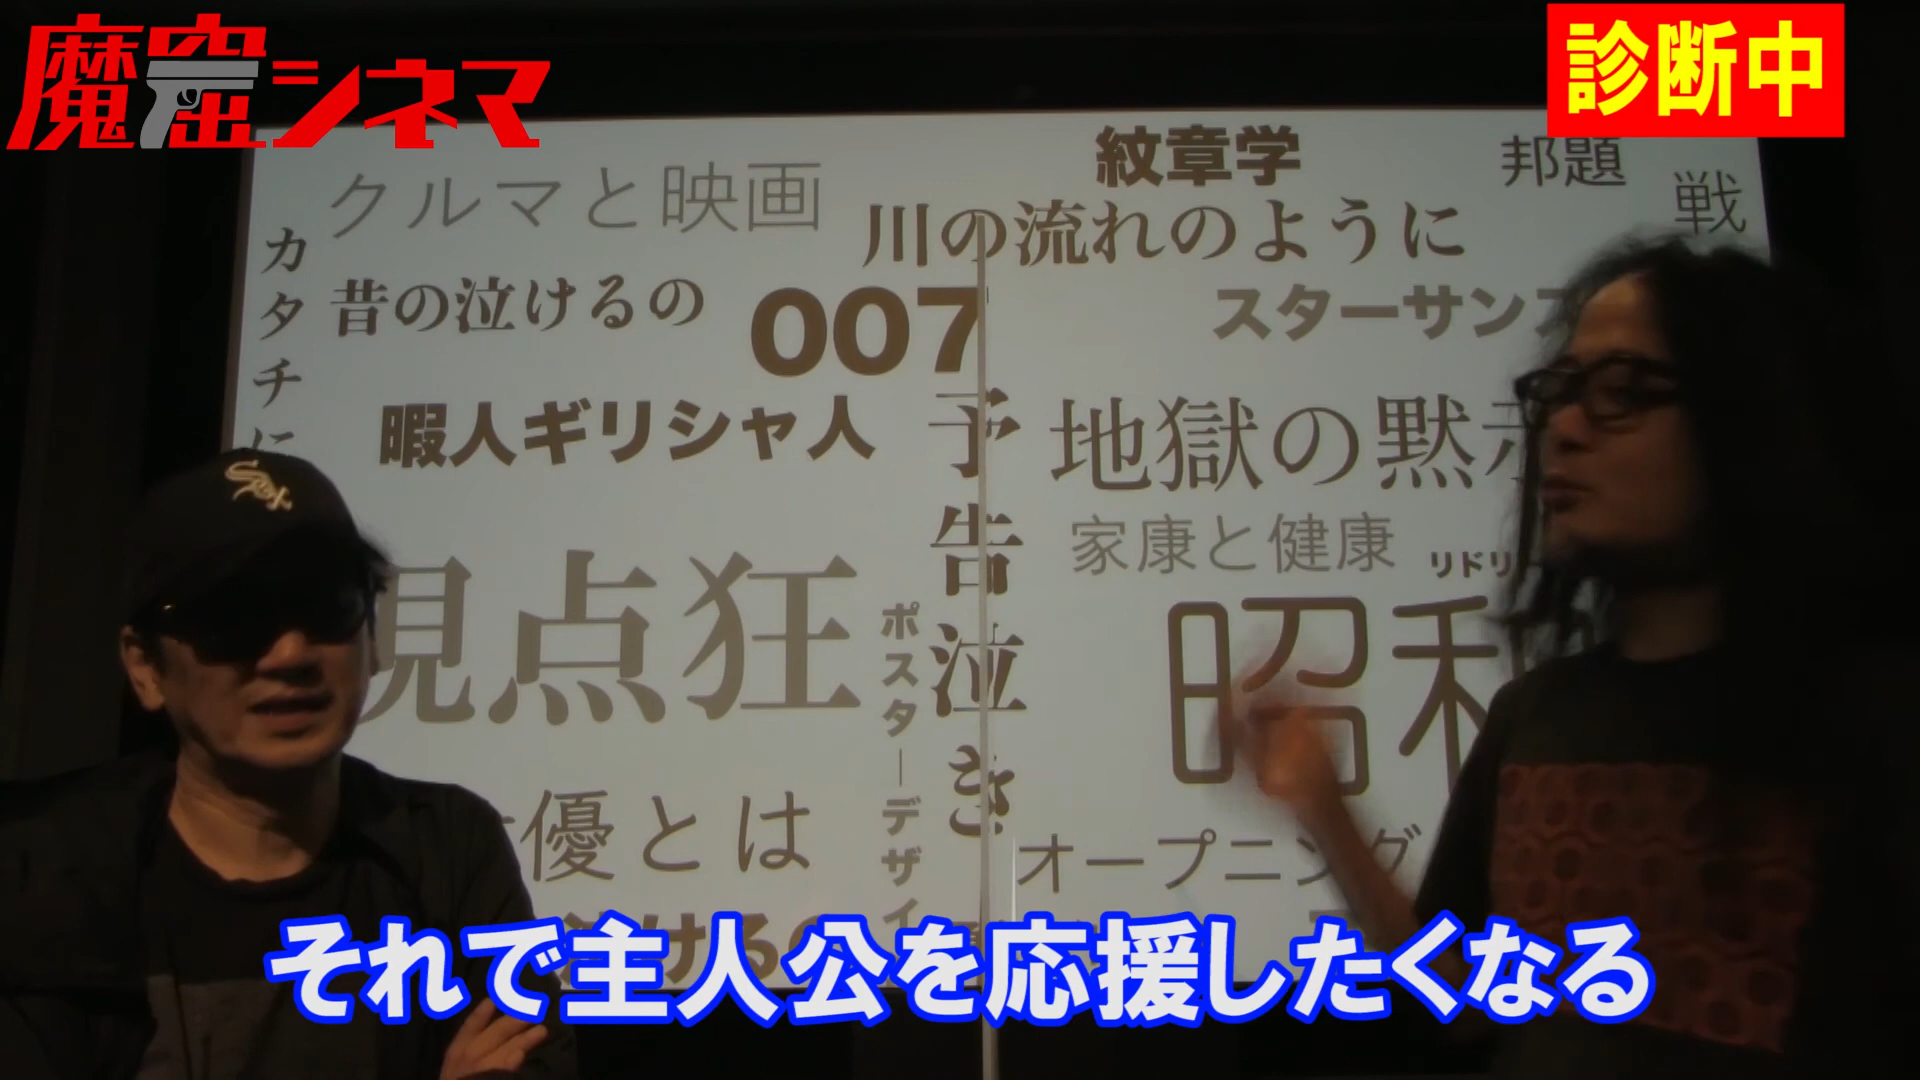 魔窟シネマ
診断中
紋章学
邦題
クルマと映画
戦
川の流れのように
カタチに
昔の泣けるの
007
スターサンズ
暇人ギリシャ人
予告泣き
地獄の黙示
家康と健康
リドリ
視点狂
ポスターデザイ
昭和
優とは
オープニング
泣けるの
それで主人公を応援したくなる